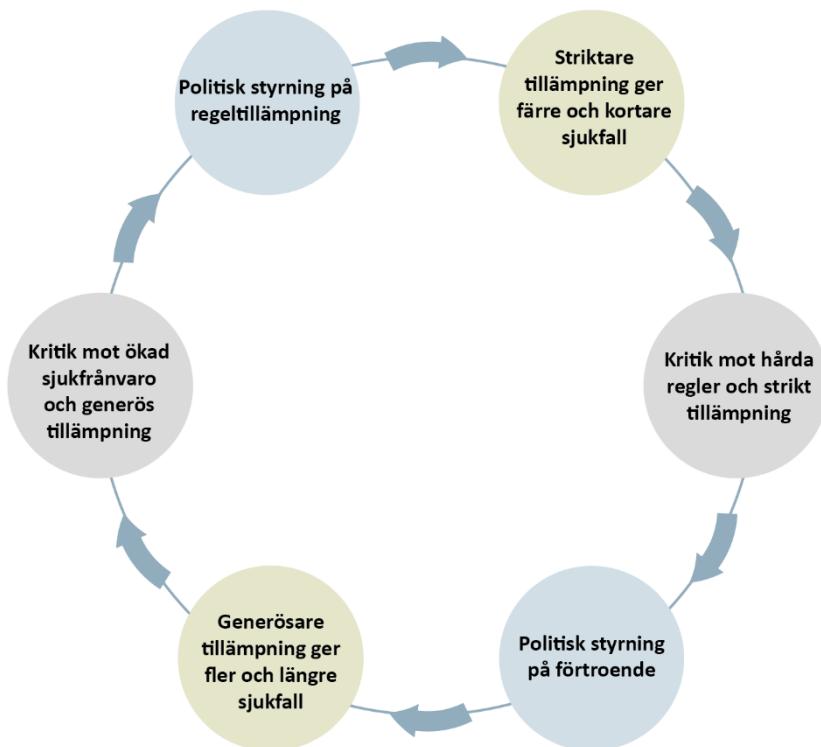 Politisk styrning på
regeltillämpning
Striktare
tillämpning ger
färre och kortare
sjukfall
Kritik mot hårda
regler och strikt
tillämpning
Politisk styrning
på förtroende
Generösare
tillämpning ger
fler och längre
sjukfall
Kritik mot ökad
sjukfrånvaro
och generös
tillämpning